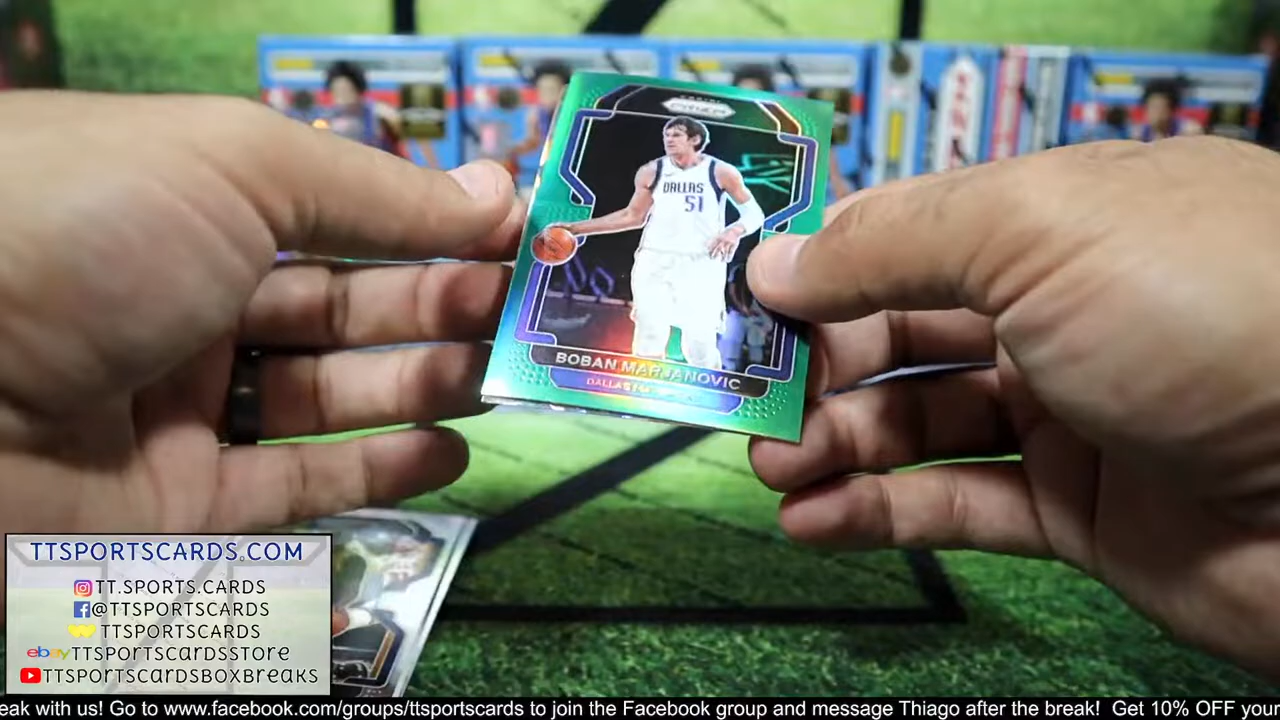 PANINI
PRIZM
DALLAS
51
BOBAN MARJANOVIC
TTSPORTSCARDS.COM
TT.SPORTS.CARDS
@TTSPORTSCARDS
TTSPORTSCARDS
ebay TTSPORTSCARDSSTORE
TTSPORTSCARDSBOXBREAKS
eak with us! Go to www.facebook.com/groups/ttsportscards to join the Facebook group and message Thiago after the break! Get 10% OFF your